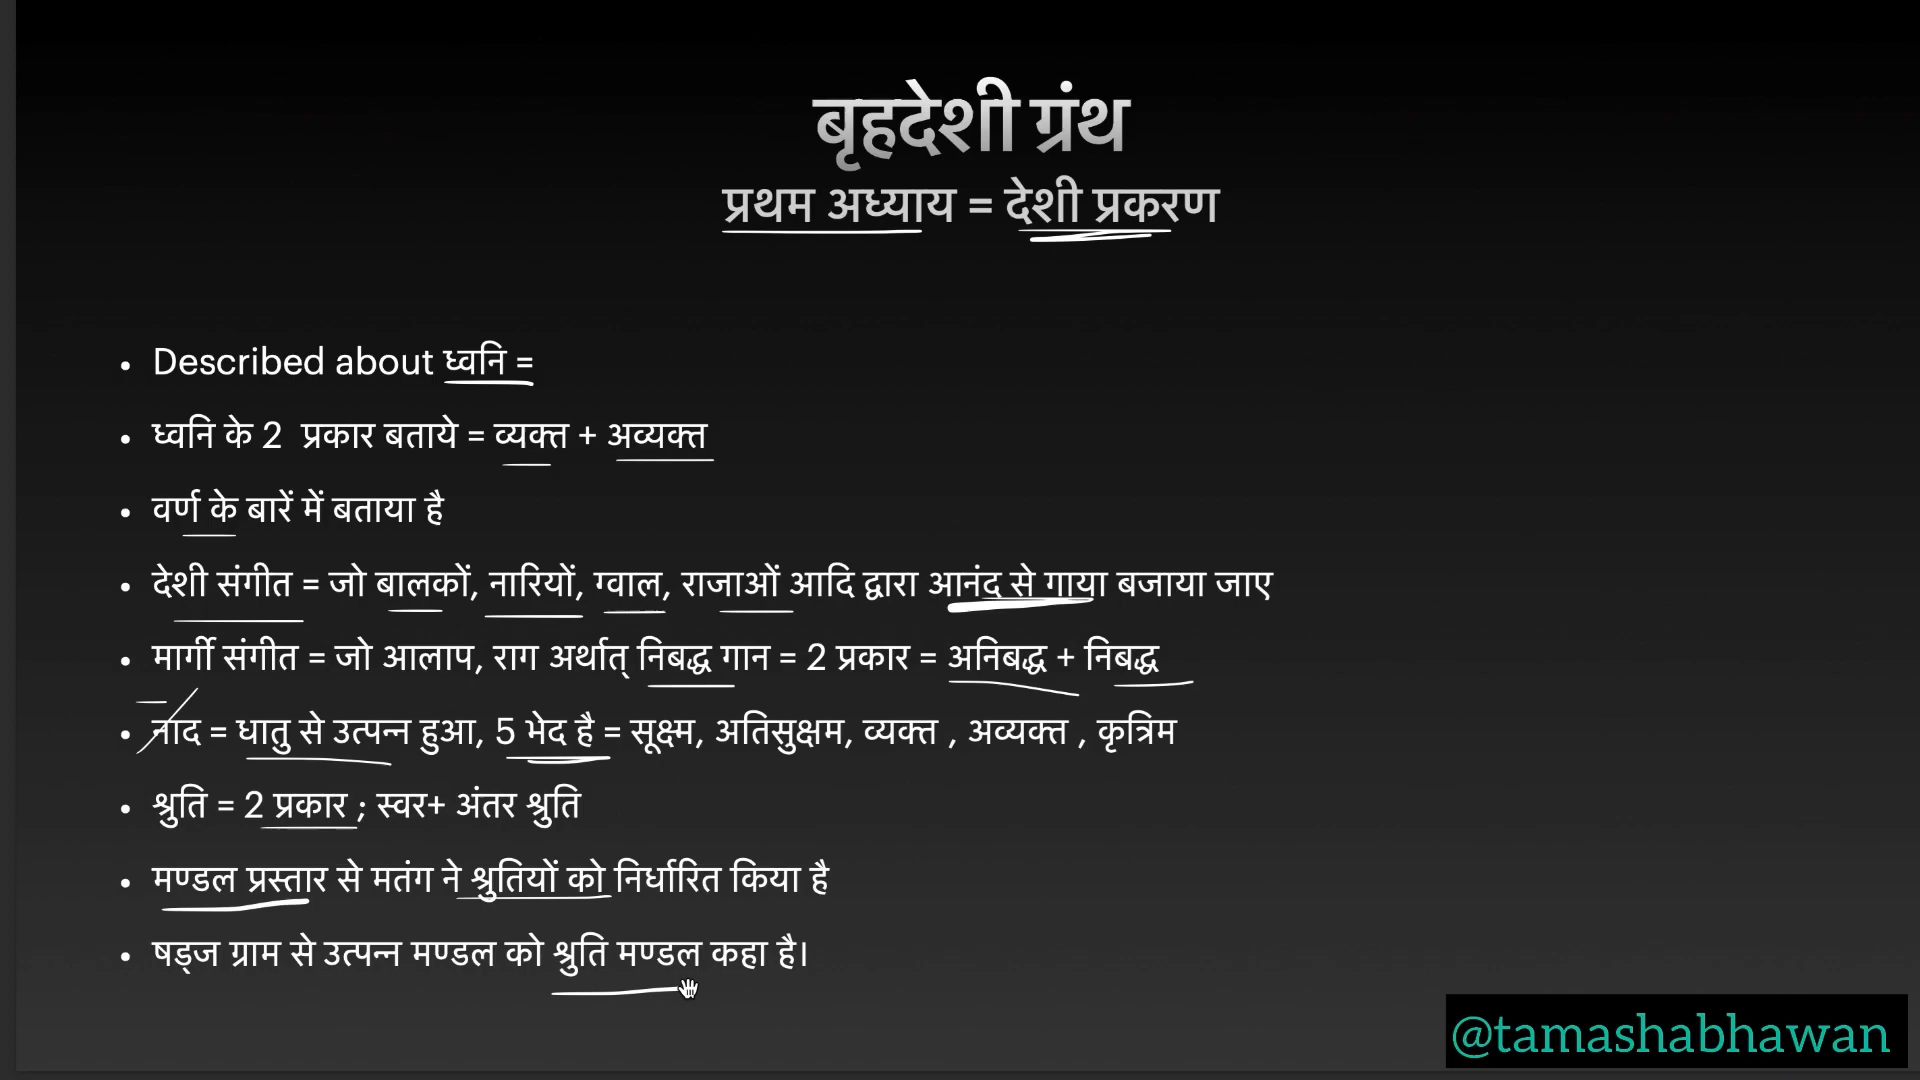 बृहदेशी ग्रंथ
प्रथम अध्याय = देशी प्रकरण
• Described about ध्वनि =
• ध्वनि के 2 प्रकार बताये = व्यक्त + अव्यक्त
• वर्ण के बारें में बताया है
• देशी संगीत = जो बालकों, नारियों, ग्वाल, राजाओं आदि द्वारा आनंद से गाया बजाया जाए
• मार्गी संगीत = जो आलाप, राग अर्थात् निबद्ध गान = 2 प्रकार = अनिबद्ध + निबद्ध
• नाद = धातु से उत्पन्न हुआ, 5 भेद है = सूक्ष्म, अतिसुक्षम, व्यक्त , अव्यक्त , कृत्रिम
• श्रुति = 2 प्रकार ; स्वर+ अंतर श्रुति
• मण्डल प्रस्तार से मतंग ने श्रुतियों को निर्धारित किया है
• षड्ज ग्राम से उत्पन्न मण्डल को श्रुति मण्डल कहा है।
@tamashabhawan